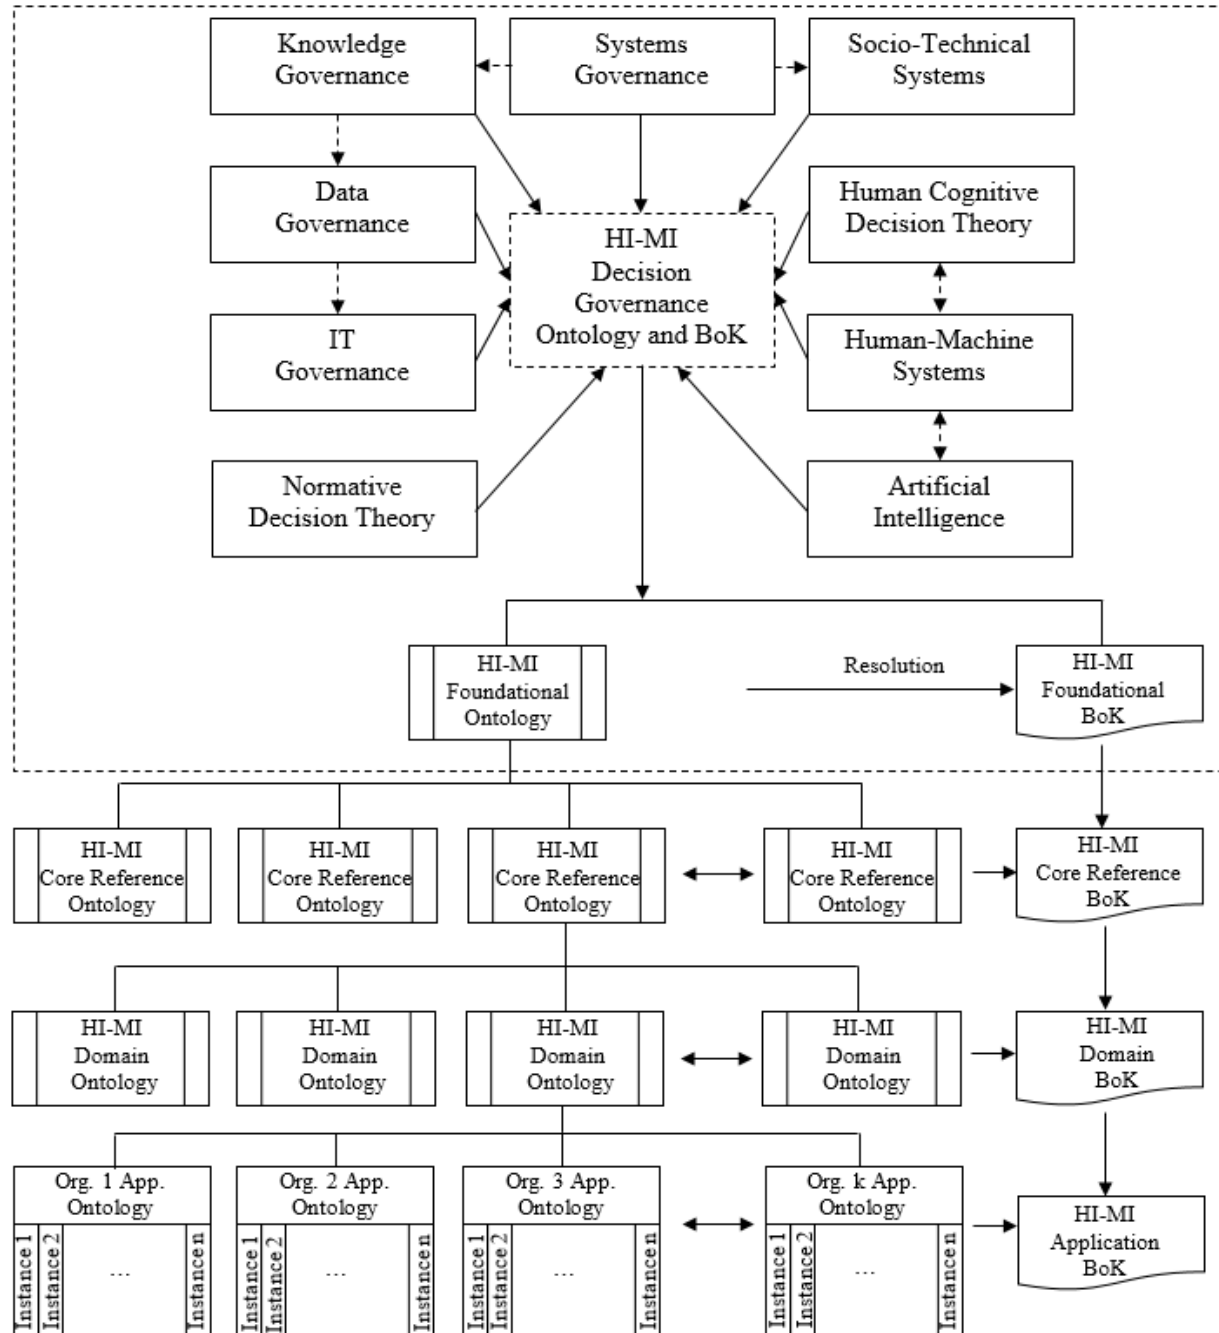 Knowledge
Governance
Systems
Governance
Socio-Technical
Systems
Data
Governance
HI-MI
Decision
Governance
Ontology and BoK
Human Cognitive
Decision Theory
IT
Governance
Human-Machine
Systems
Normative
Decision Theory
Artificial
Intelligence
HI-MI
Foundational
Ontology
Resolution
HI-MI
Foundational
BoK
HI-MI
Core Reference
Ontology
HI-MI
Core Reference
Ontology
HI-MI
Core Reference
Ontology
HI-MI
Core Reference
Ontology
HI-MI
Core Reference
BoK
HI-MI
Domain
Ontology
HI-MI
Domain
Ontology
HI-MI
Domain
Ontology
HI-MI
Domain
Ontology
HI-MI
Domain
BoK
Org. 1 App.
Ontology
Instance 1
Instance 2
...
Instance n
Org. 2 App.
Ontology
Instance 1
Instance 2
...
Instance n
Org. 3 App.
Ontology
Instance 1
Instance 2
...
Instance n
Org. k App.
Ontology
Instance 1
Instance 2
...
Instance n
HI-MI
Application
BoK